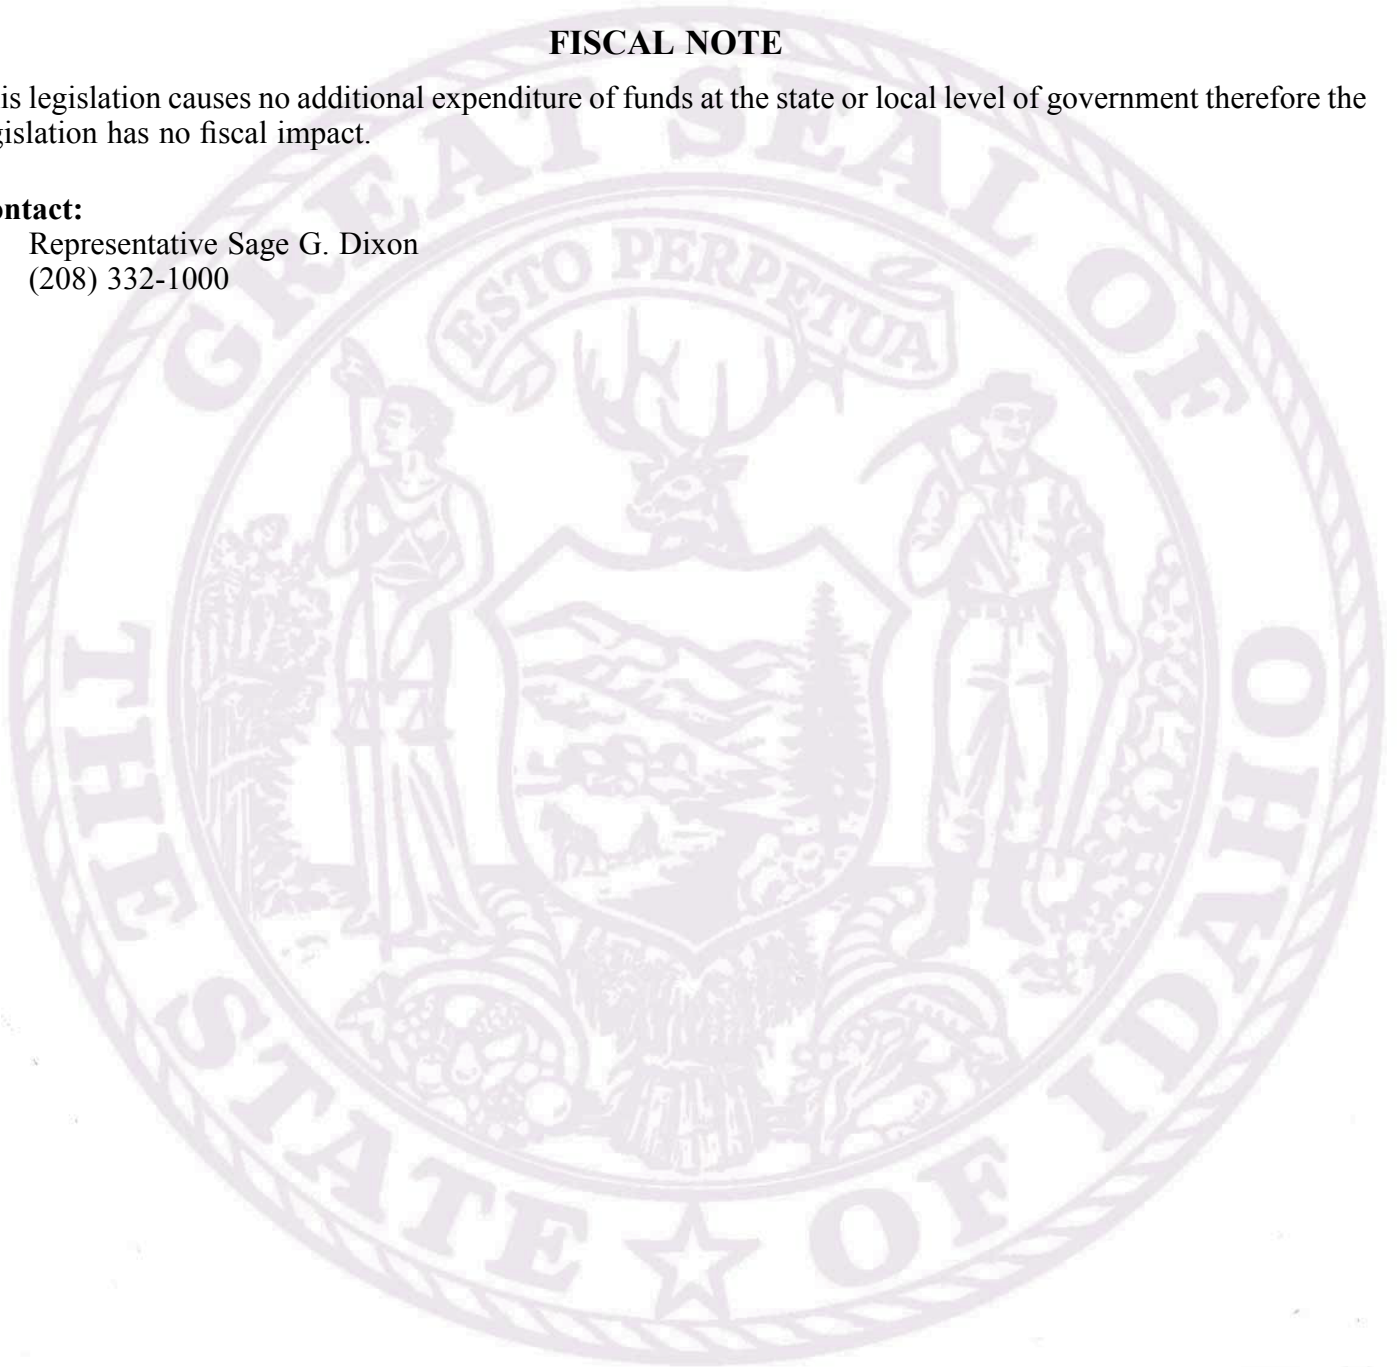 FISCAL NOTE
is legislation causes no additional expenditure of funds at the state or local level of government therefore the
gislation has no fiscal impact.
ontact:
Representative Sage G. Dixon
(208) 332-1000
GREAT SEAL OF
ESTO PERPETUA
THE STATE OF IDAHO